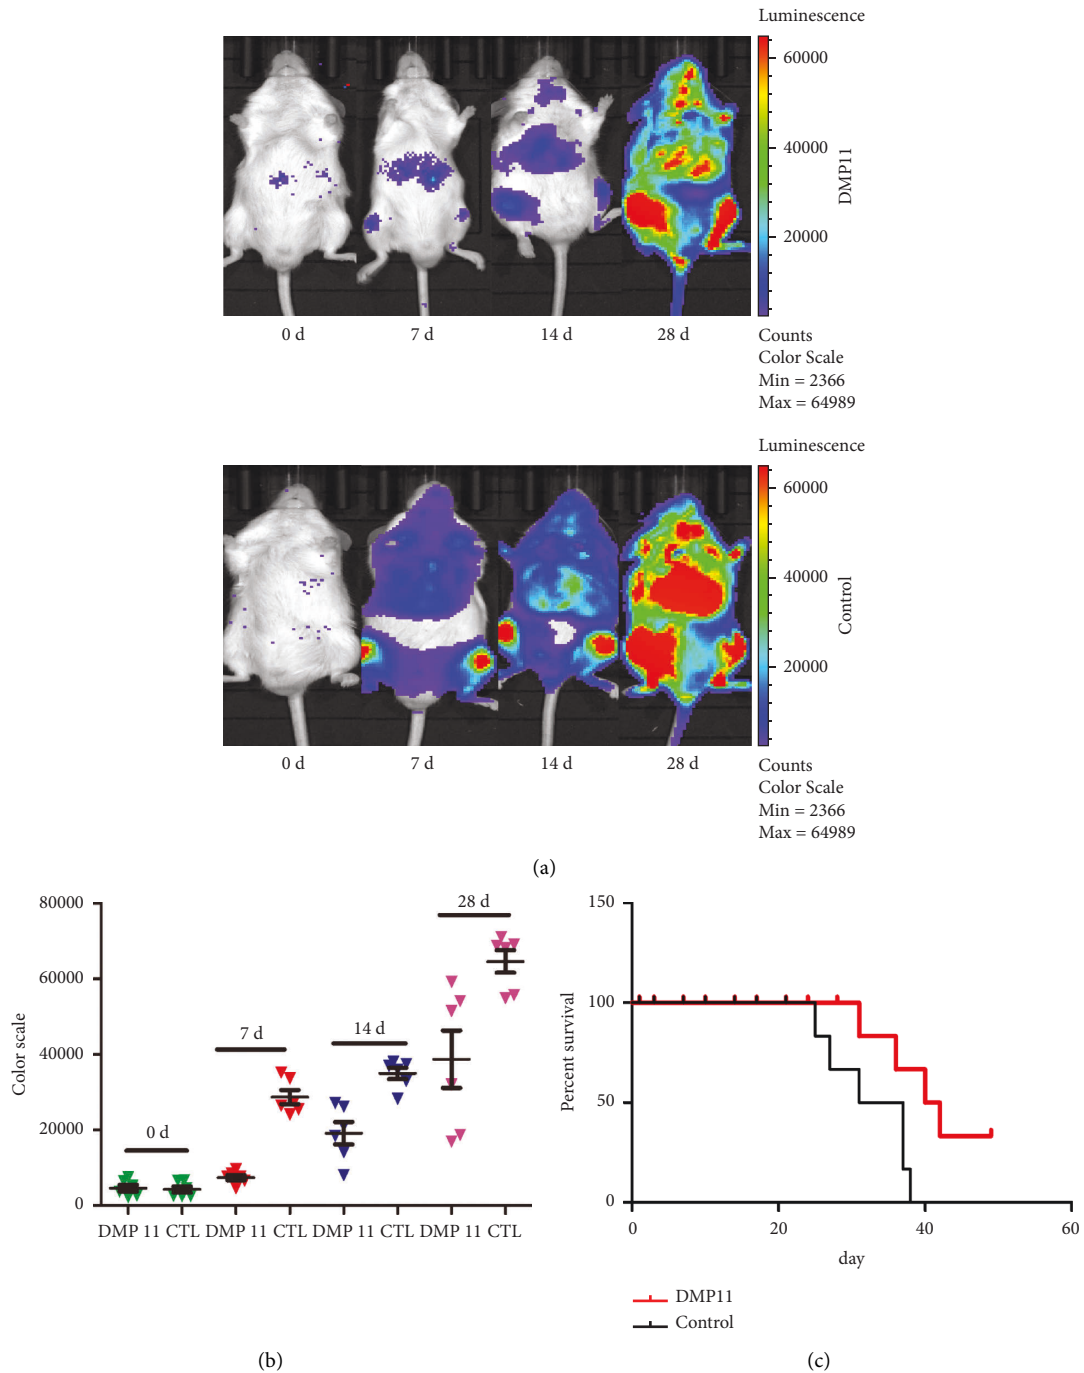 Luminescence
60000
40000
20000
DMP11
0 d 7 d 14 d 28 d
Counts
Color Scale
Min = 2366
Max = 64989
Luminescence
60000
40000
20000
Control
0 d 7 d 14 d 28 d
Counts
Color Scale
Min = 2366
Max = 64989
(a)
80000
60000
40000
20000
0
Color scale
0 d
7 d
14 d
28 d
DMP 11 CTL DMP 11 CTL DMP 11 CTL DMP 11 CTL
(b)
150
100
50
0
Percent survival
0 20 40 60
day
DMP11
Control
(c)